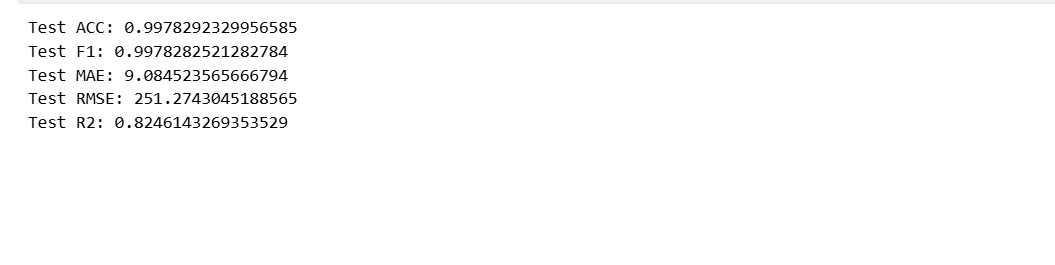 Test ACC: 0.9978292329956585
Test F1: 0.9978282521282784
Test MAE: 9.084523565666794
Test RMSE: 251.2743045188565
Test R2: 0.8246143269353529